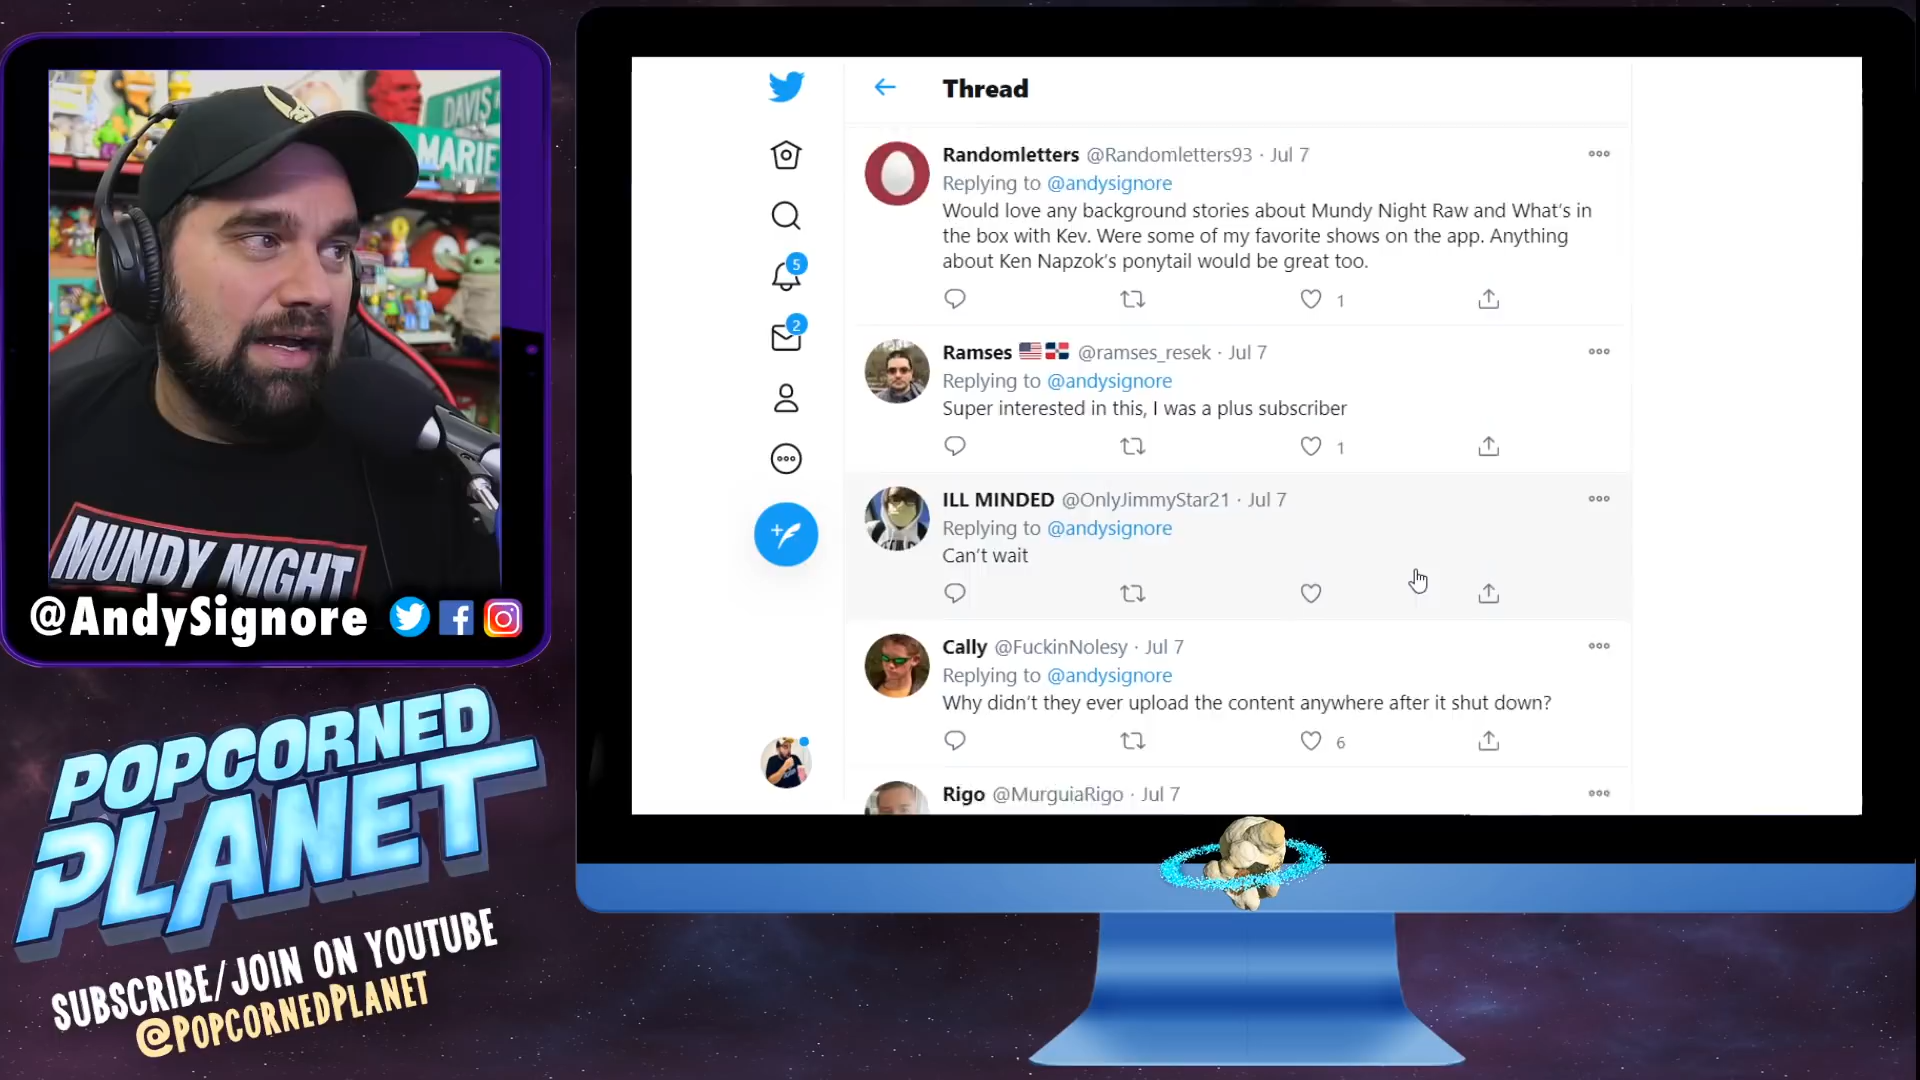 DAVIS
MARIE
MUNDY NIGHT
@AndySignore
POPCORNED
PLANET
SUBSCRIBE/JOIN ON YOUTUBE
@POPCORNEDPLANET
Thread
Randomletters @Randomletters93 · Jul 7
Replying to @andysignore
Would love any background stories about Mundy Night Raw and What's in
the box with Kev. Were some of my favorite shows on the app. Anything
about Ken Napzok's ponytail would be great too.
1
Ramses @ramses_resek · Jul 7
Replying to @andysignore
Super interested in this, I was a plus subscriber
1
ILL MINDED @OnlyJimmyStar21 · Jul 7
Replying to @andysignore
Can't wait
Cally @FuckinNolesy · Jul 7
Replying to @andysignore
Why didn't they ever upload the content anywhere after it shut down?
6
Rigo @MurguiaRigo · Jul 7
5
2